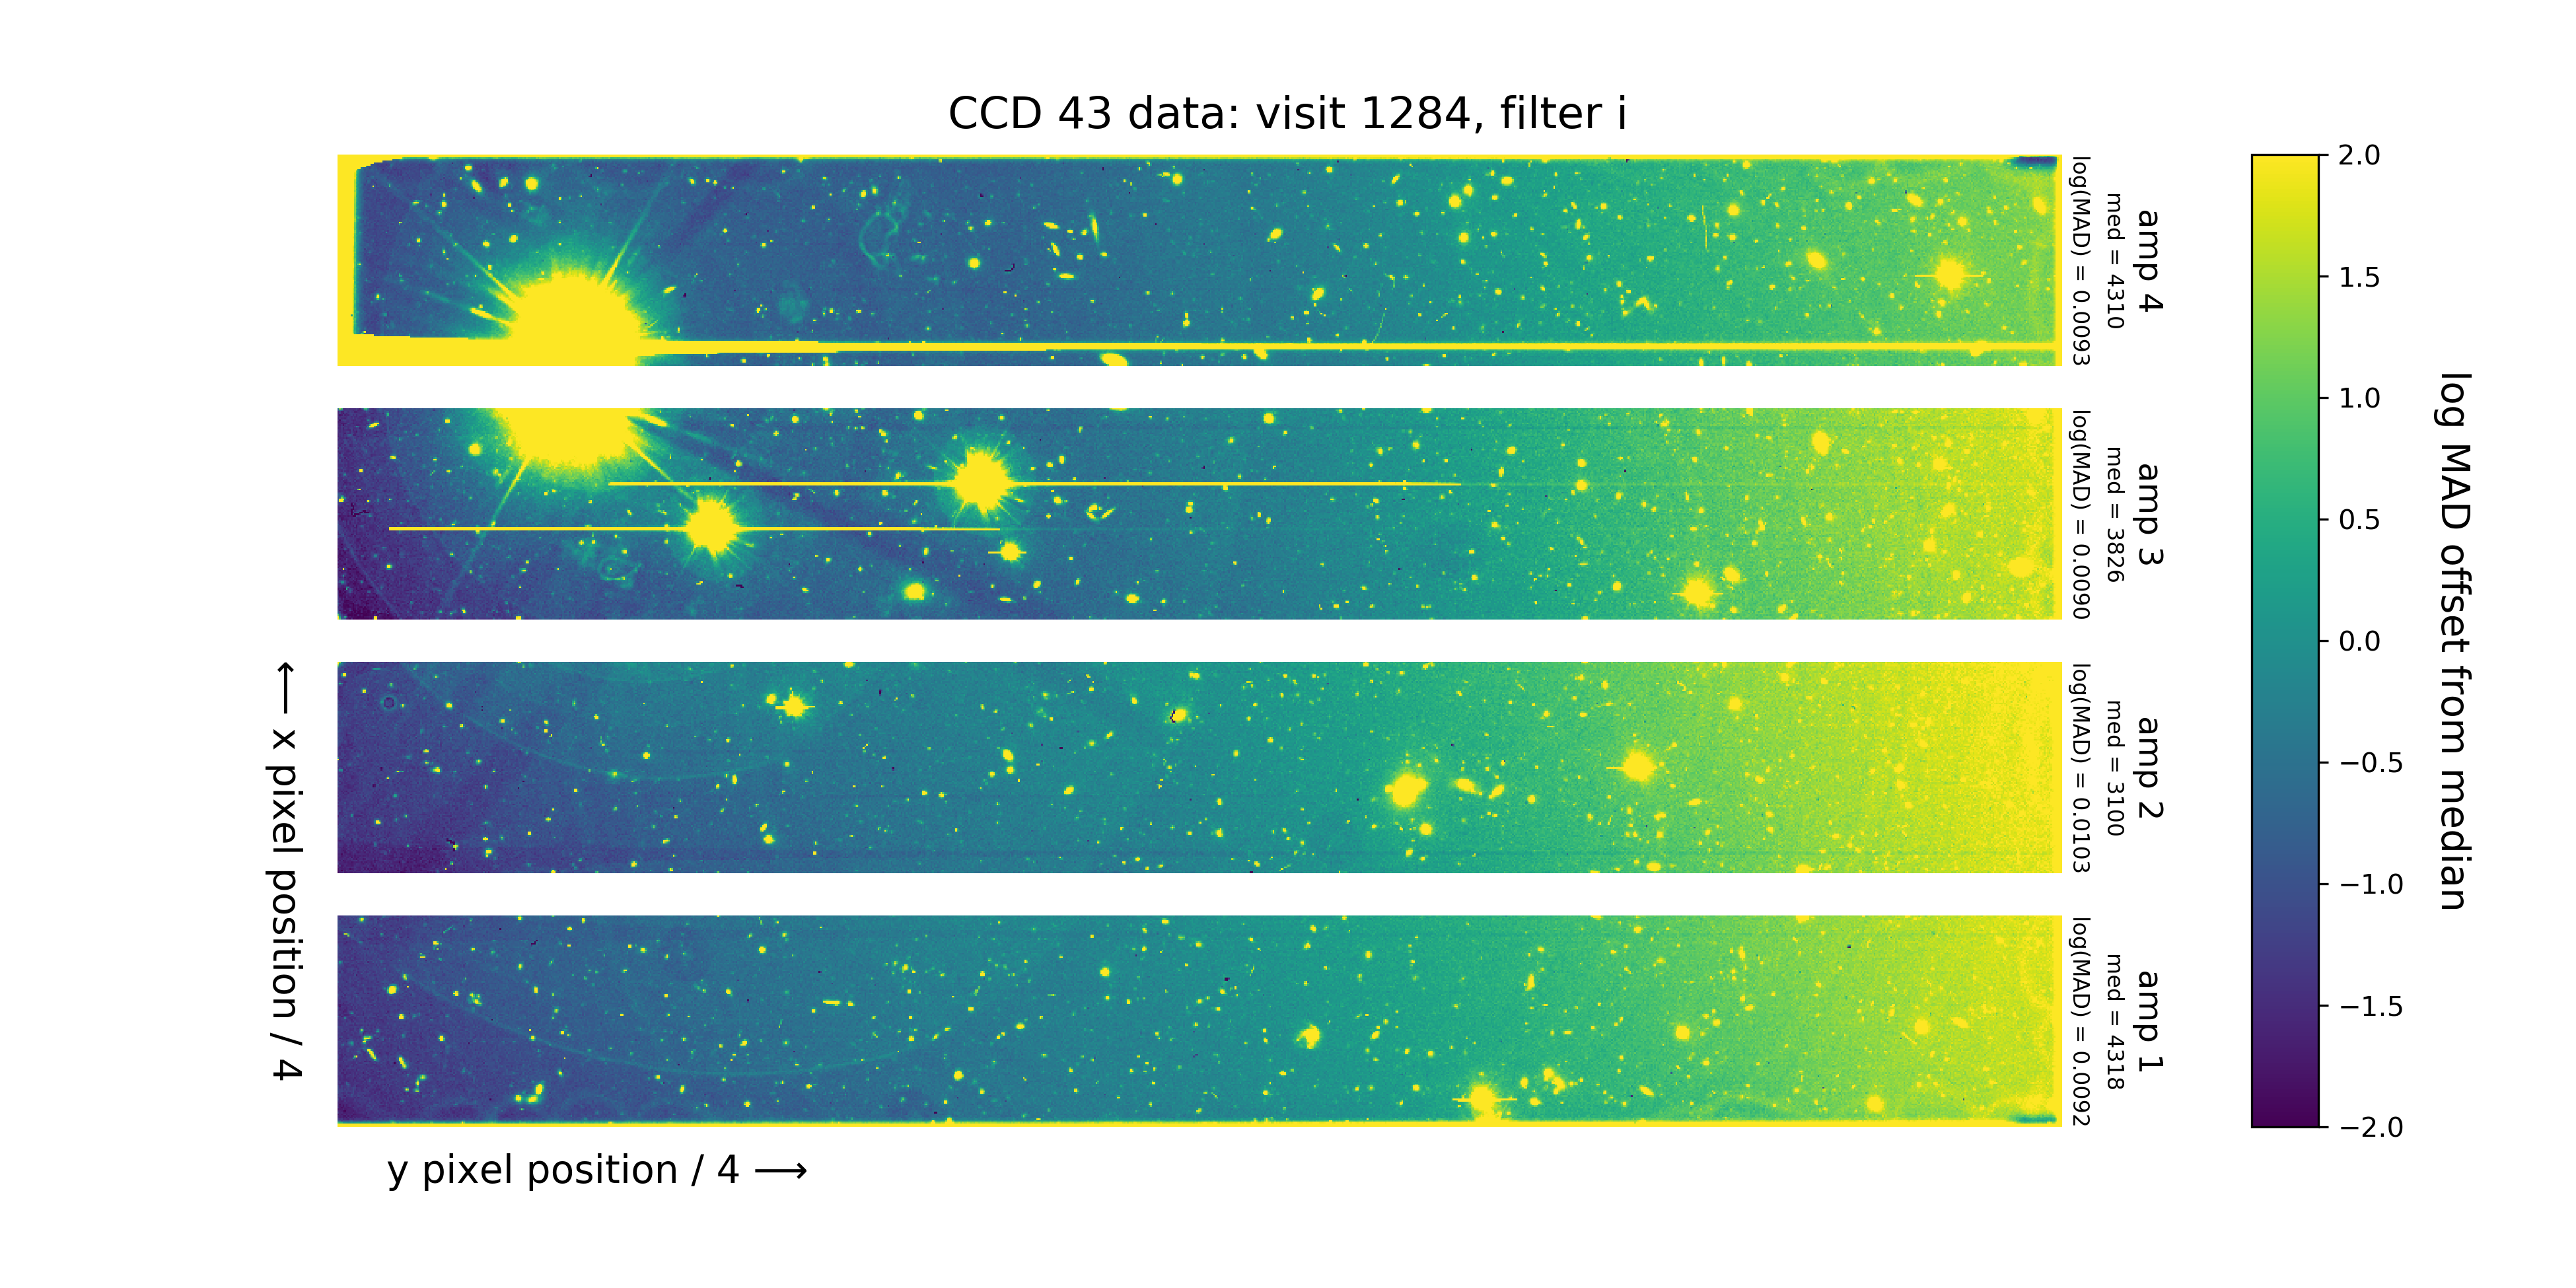 CCD 43 data: visit 1284, filter i
amp 4
med = 4310
log(MAD) = 0.0093
amp 3
med = 3826
log(MAD) = 0.0090
amp 2
med = 3100
log(MAD) = 0.0103
amp 1
med = 4318
log(MAD) = 0.0092
⟵ x pixel position / 4
y pixel position / 4 ⟶
2.0
1.5
1.0
0.5
0.0
−0.5
−1.0
−1.5
−2.0
log MAD offset from median